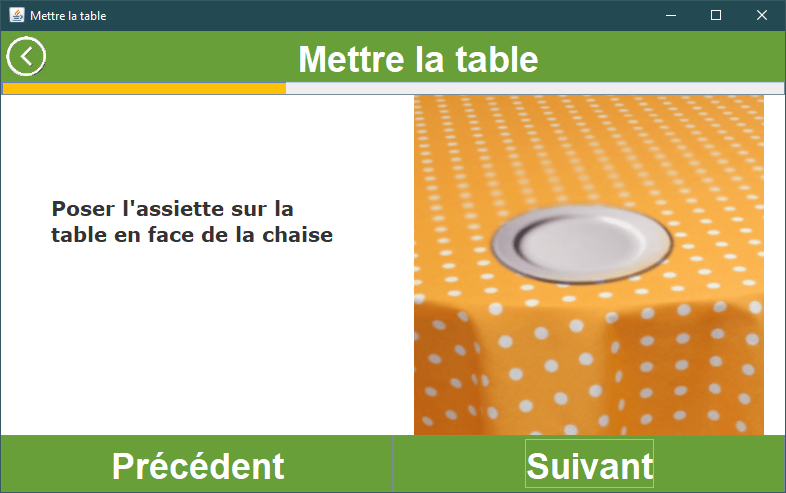 Mettre la table
Mettre la table
Poser l'assiette sur la
table en face de la chaise
Précédent
Suivant